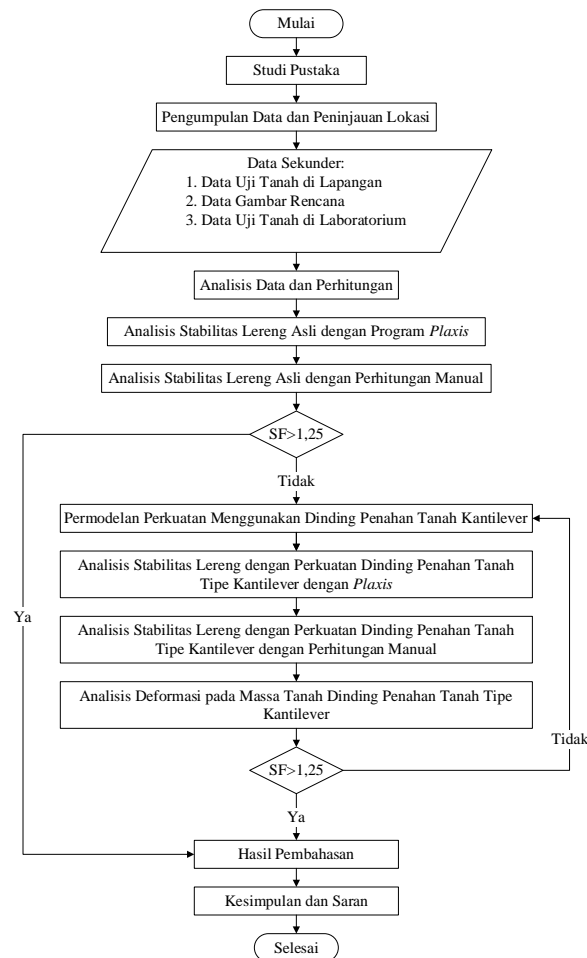 Mulai
Studi Pustaka
Pengumpulan Data dan Peninjauan Lokasi
Data Sekunder:
1. Data Uji Tanah di Lapangan
2. Data Gambar Rencana
3. Data Uji Tanah di Laboratorium
Analisis Data dan Perhitungan
Analisis Stabilitas Lereng Asli dengan Program Plaxis
Analisis Stabilitas Lereng Asli dengan Perhitungan Manual
SF>1,25
Tidak
Permodelan Perkuatan Menggunakan Dinding Penahan Tanah Kantilever
Analisis Stabilitas Lereng dengan Perkuatan Dinding Penahan Tanah
Tipe Kantilever dengan Plaxis
Ya
Analisis Stabilitas Lereng dengan Perkuatan Dinding Penahan Tanah
Tipe Kantilever dengan Perhitungan Manual
Analisis Deformasi pada Massa Tanah Dinding Penahan Tanah Tipe
Kantilever
Tidak
SF>1,25
Ya
Hasil Pembahasan
Kesimpulan dan Saran
Selesai